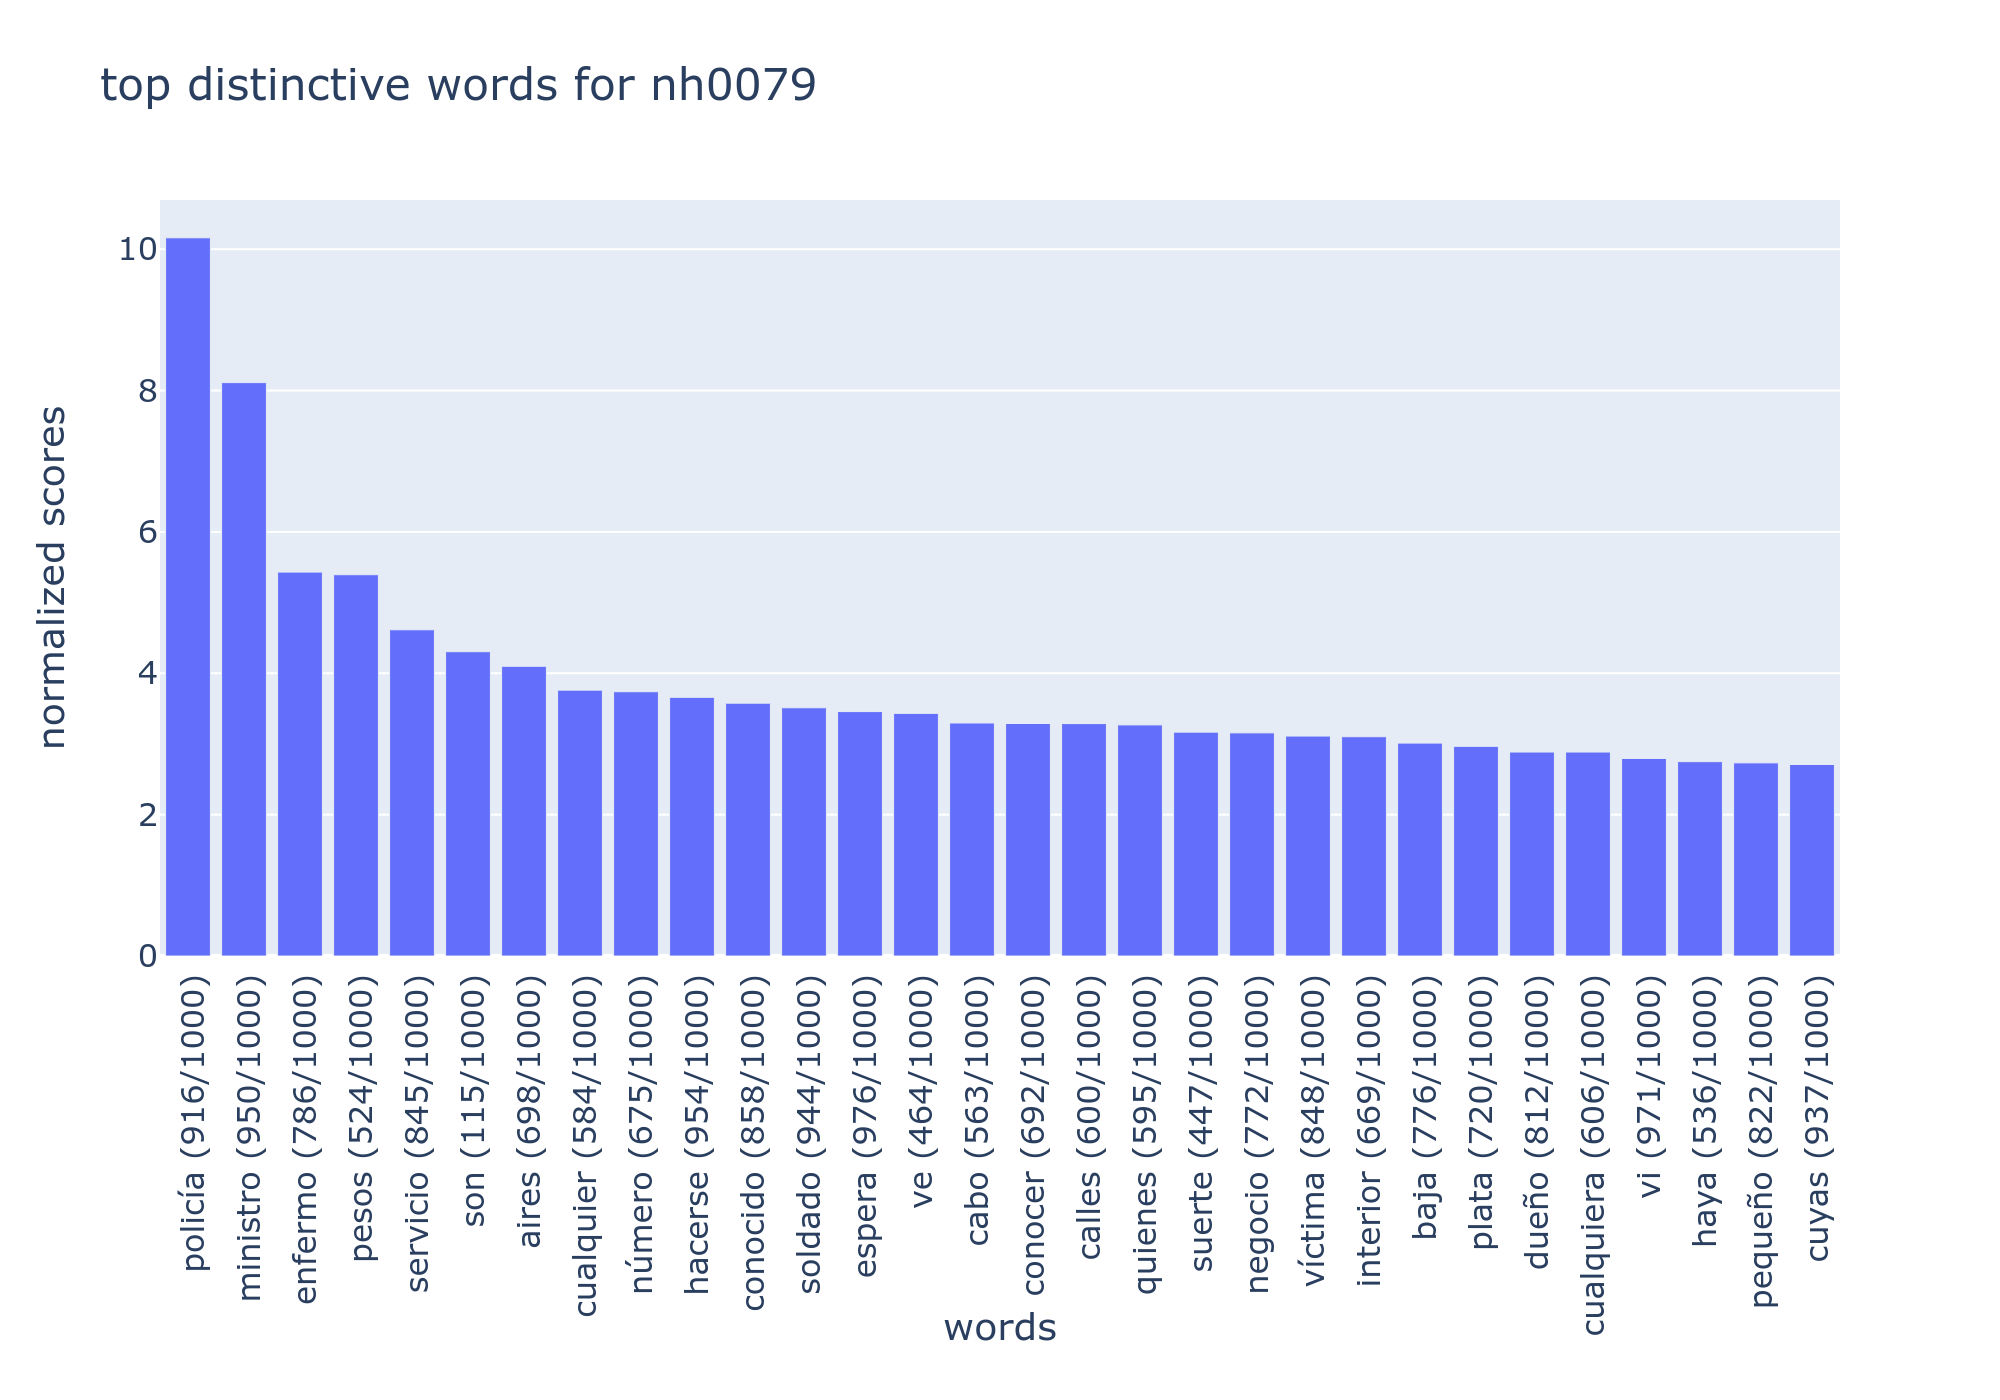 top distinctive words for nh0079
normalized scores
10
8
6
4
2
0
policía (916/1000)
ministro (950/1000)
enfermo (786/1000)
pesos (524/1000)
servicio (845/1000)
son (115/1000)
aires (698/1000)
cualquier (584/1000)
número (675/1000)
hacerse (954/1000)
conocido (858/1000)
soldado (944/1000)
espera (976/1000)
ve (464/1000)
cabo (563/1000)
conocer (692/1000)
calles (600/1000)
quienes (595/1000)
suerte (447/1000)
negocio (772/1000)
víctima (848/1000)
interior (669/1000)
baja (776/1000)
plata (720/1000)
dueño (812/1000)
cualquiera (606/1000)
vi (971/1000)
haya (536/1000)
pequeño (822/1000)
cuyas (937/1000)
words